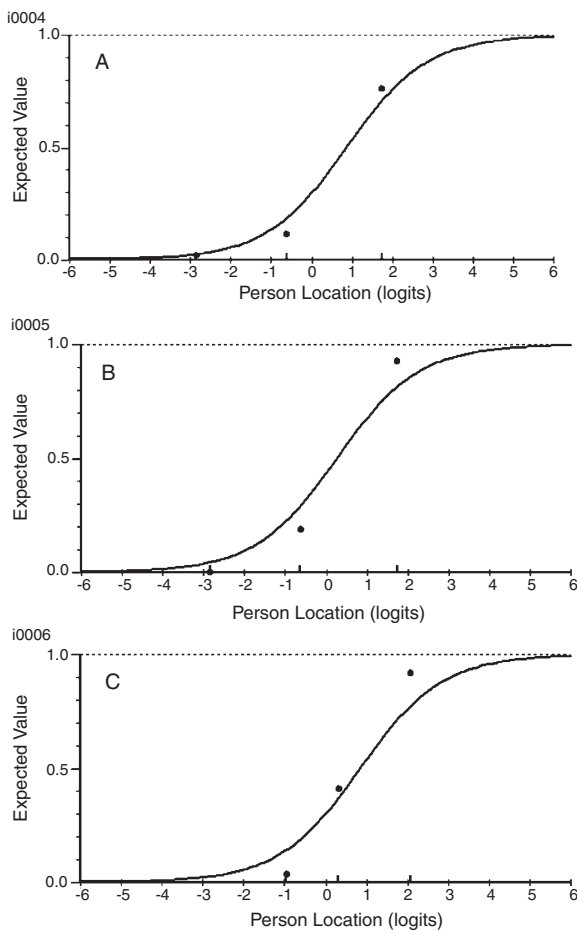 i0004
A
Expected Value
1.0
0.5
0.0
-6 -5 -4 -3 -2 -1 0 1 2 3 4 5 6
Person Location (logits)
i0005
B
Expected Value
1.0
0.5
0.0
-6 -5 -4 -3 -2 -1 0 1 2 3 4 5 6
Person Location (logits)
i0006
C
Expected Value
1.0
0.5
0.0
-6 -5 -4 -3 -2 -1 0 1 2 3 4 5 6
Person Location (logits)